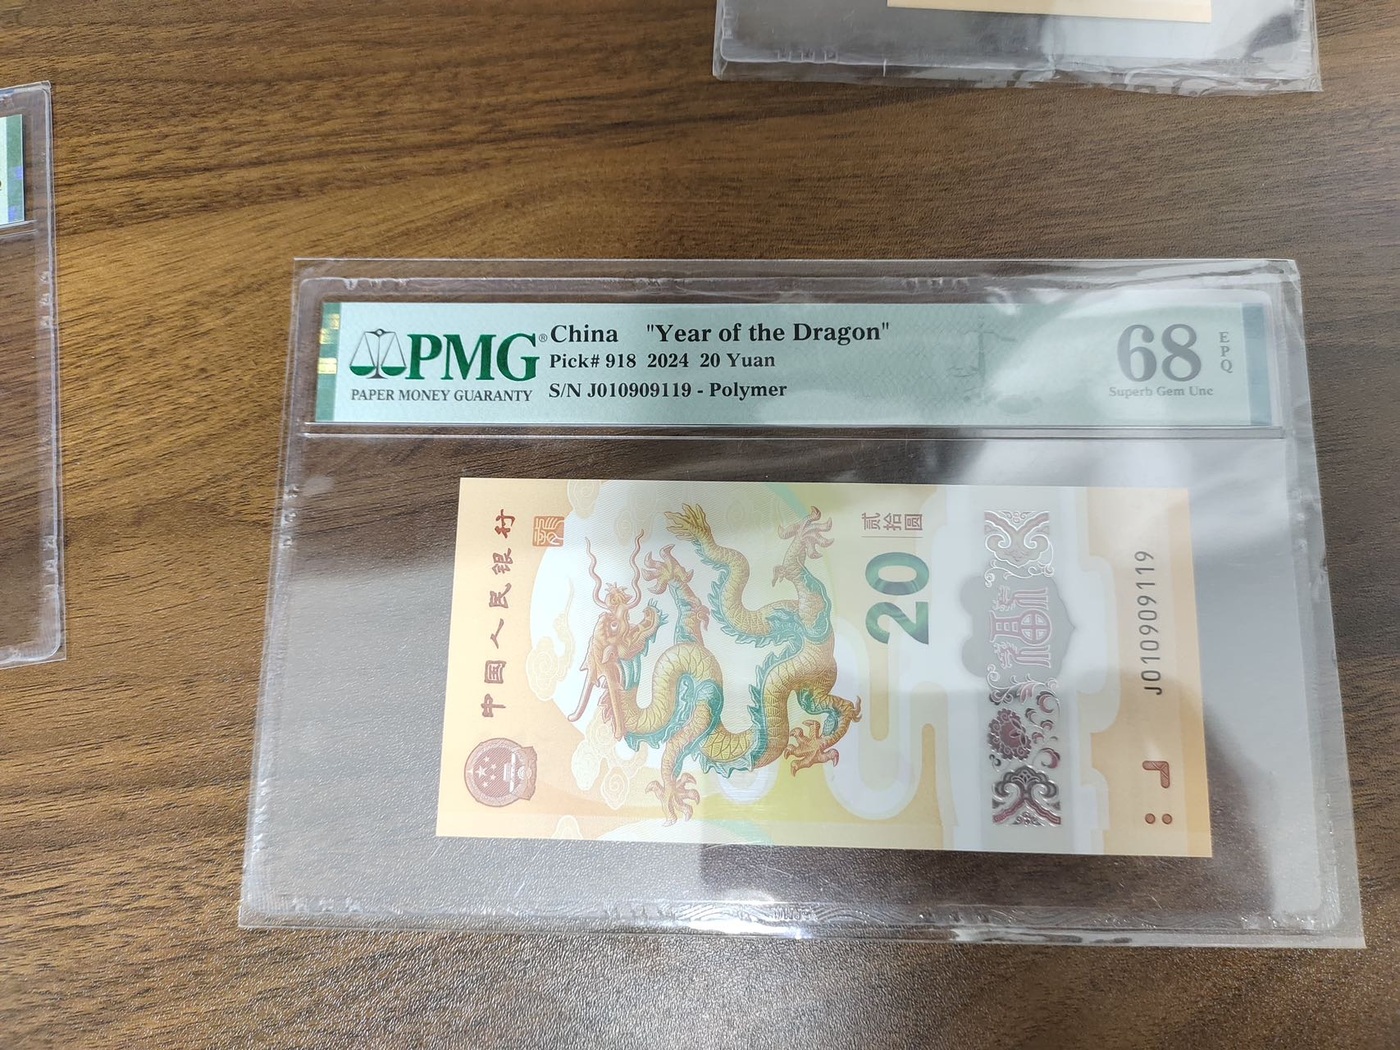 PMG®
PAPER MONEY GUARANTY
China "Year of the Dragon"
Pick# 918 2024 20 Yuan
S/N J010909119 - Polymer
68
EPQ
Superb Gem Unc
中国人民银行
贰拾圆
20
福
J010909119